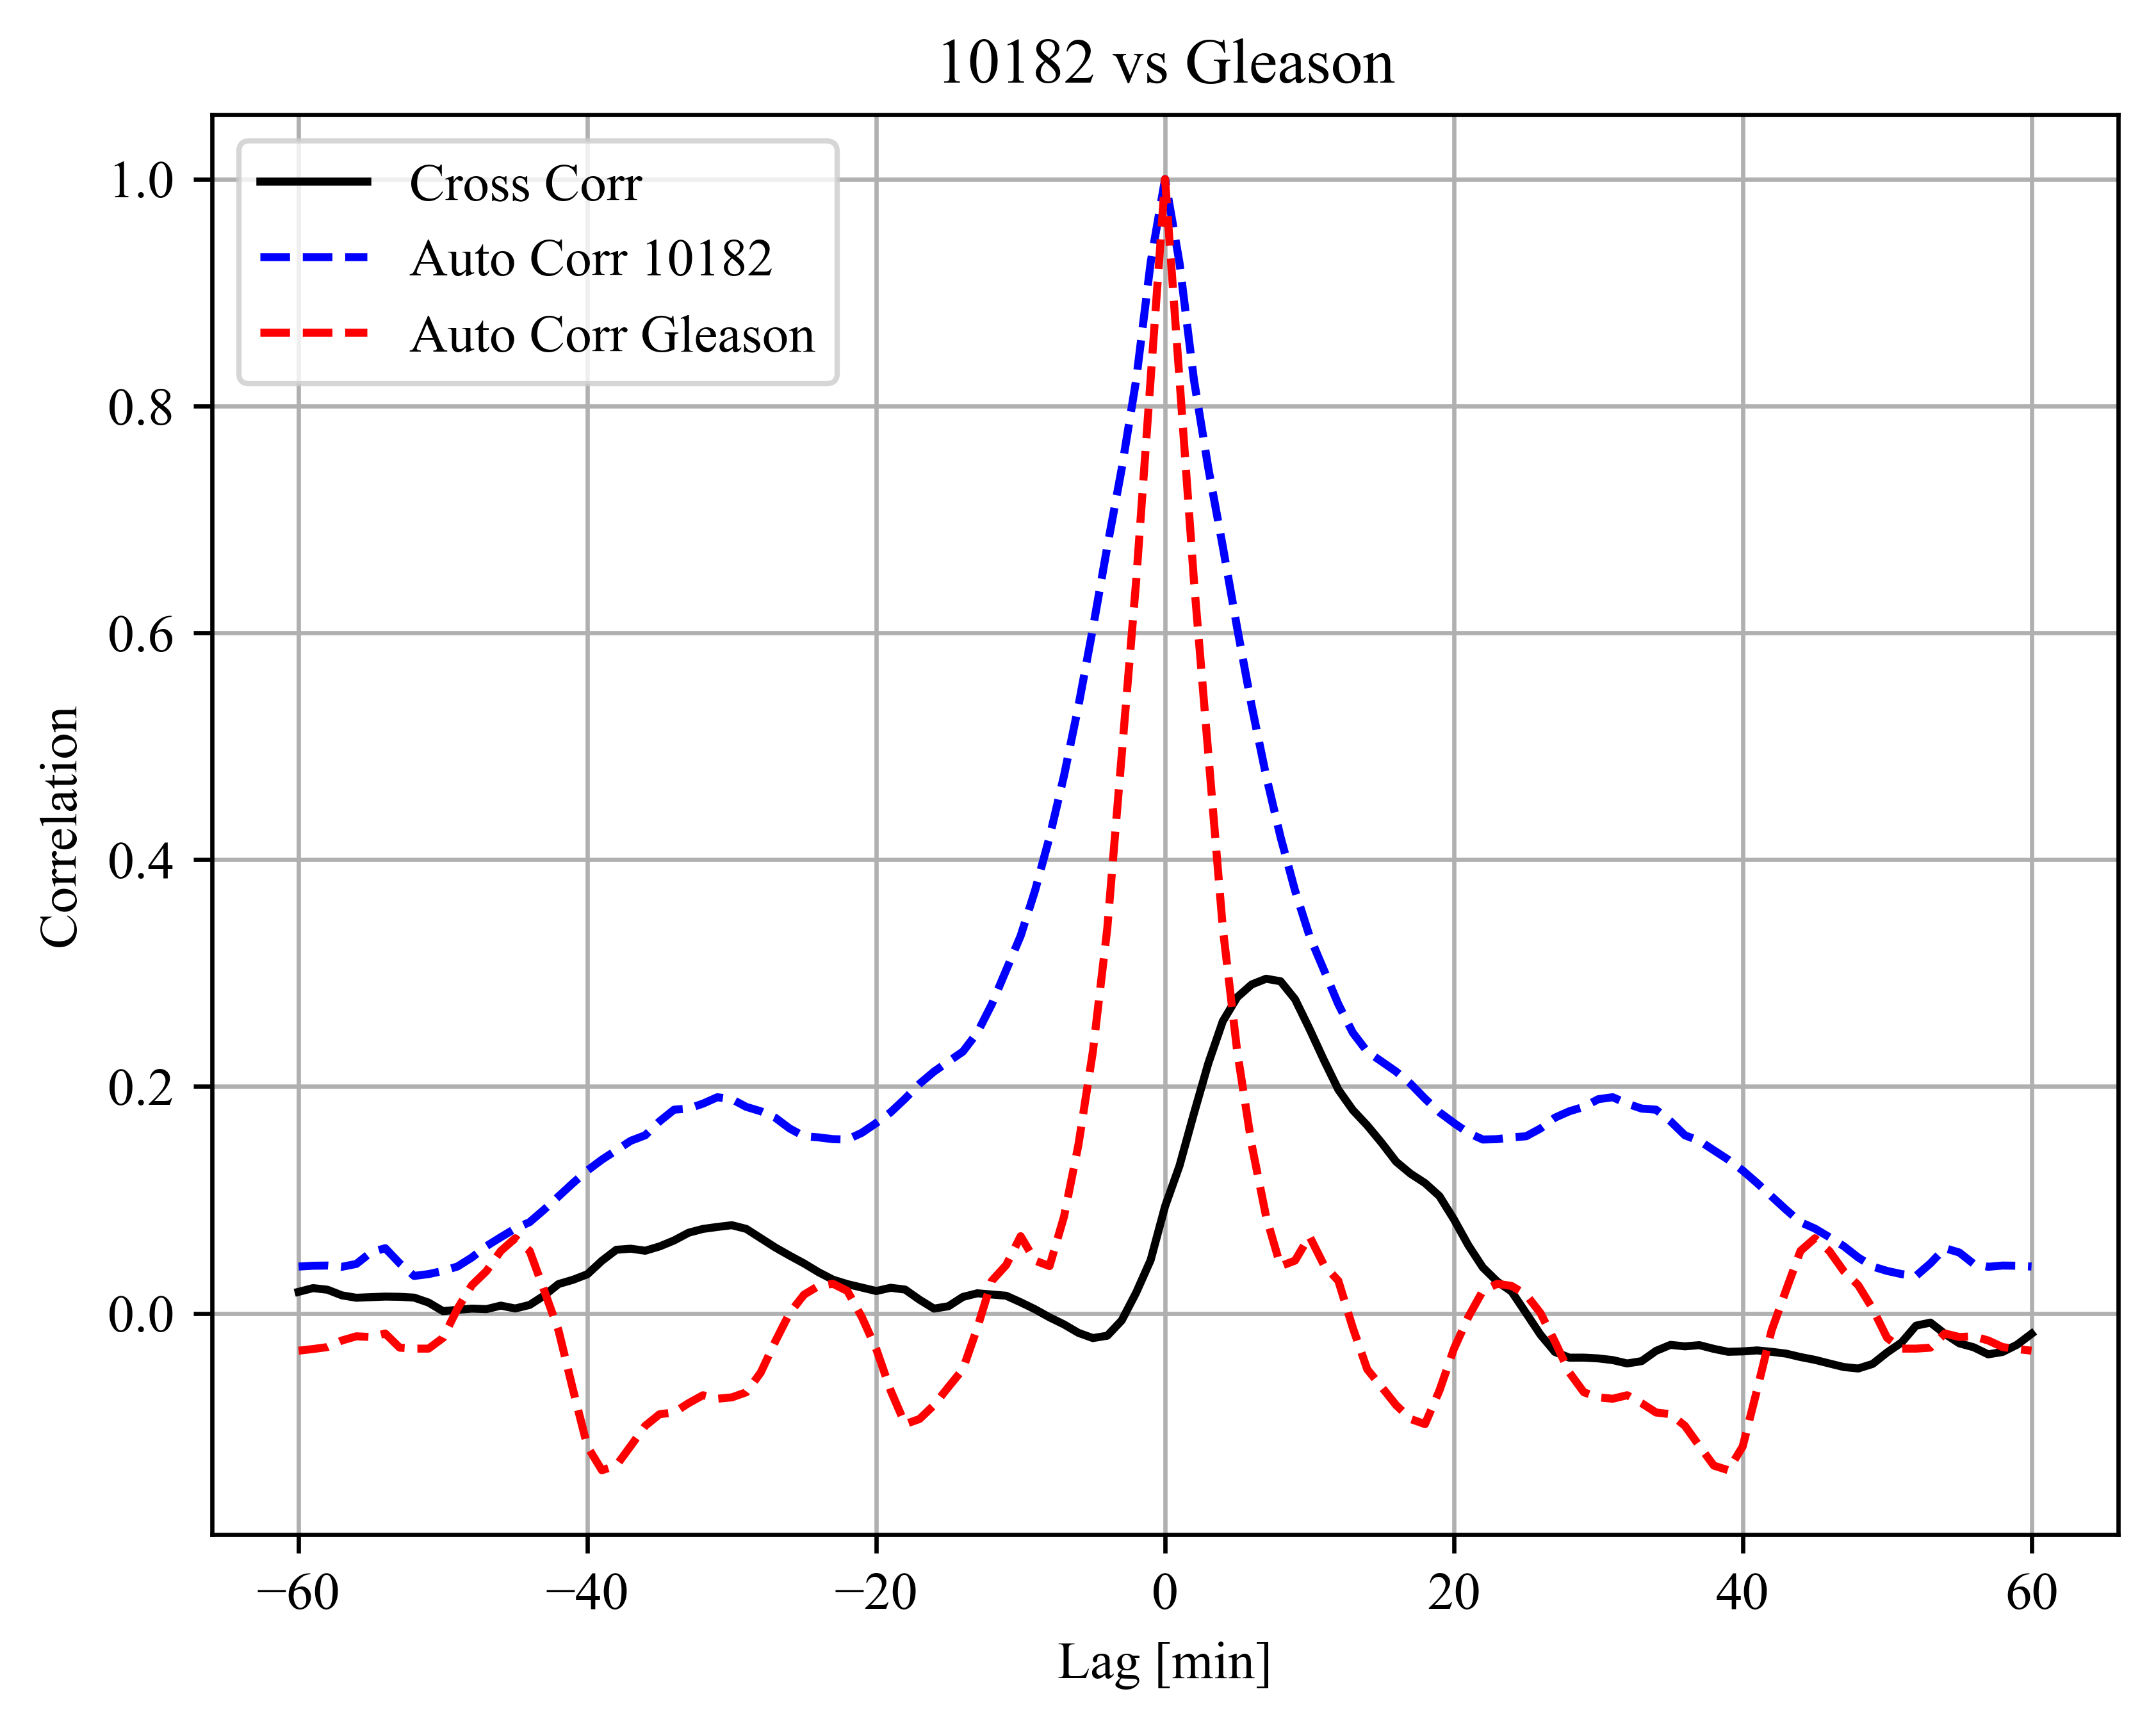 10182 vs Gleason
Cross Corr
Auto Corr 10182
Auto Corr Gleason
1.0
0.8
0.6
0.4
0.2
0.0
Correlation
−60 −40 −20 0 20 40 60
Lag [min]